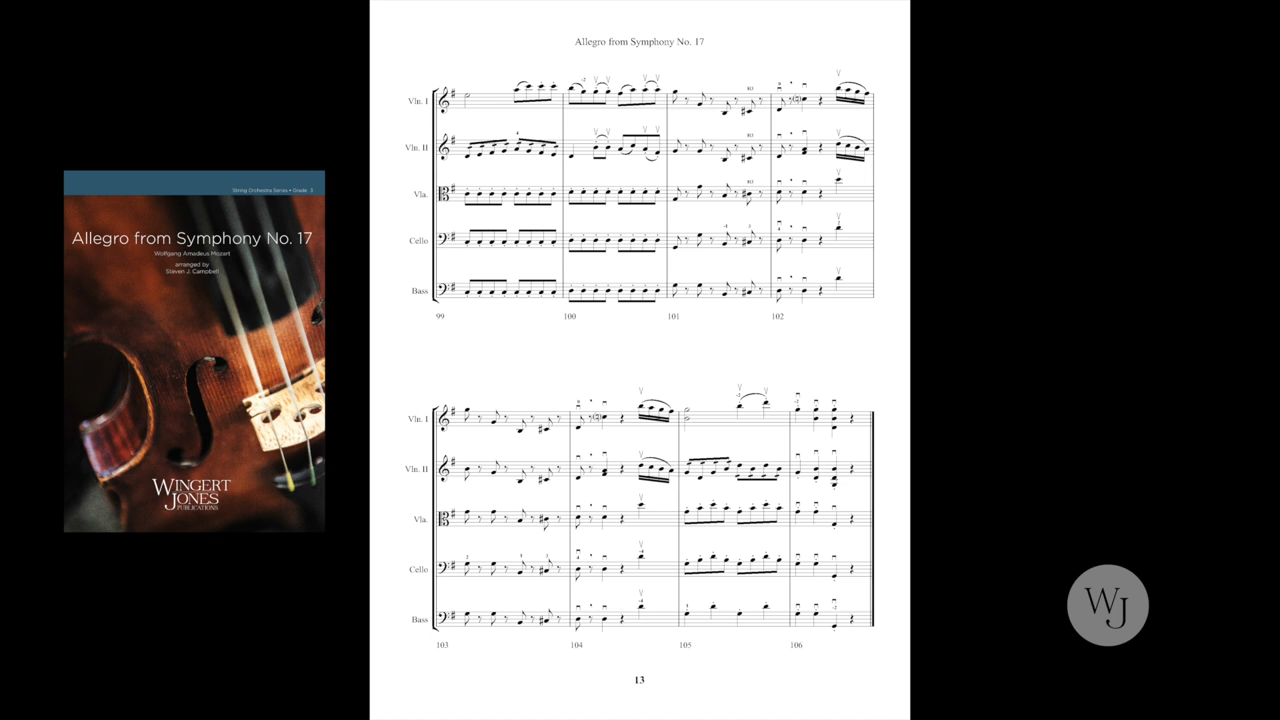 String Orchestra Series • Grade 3
Allegro from Symphony No. 17
Wolfgang Amadeus Mozart
arranged by
Steven J. Campbell
WINGERT
JONES
PUBLICATIONS
Allegro from Symphony No. 17
Vln. I
Vln. II
Vla.
Cello
Bass
99 100 101 102
Vln. I
Vln. II
Vla.
Cello
Bass
103 104 105 106
13
WJ